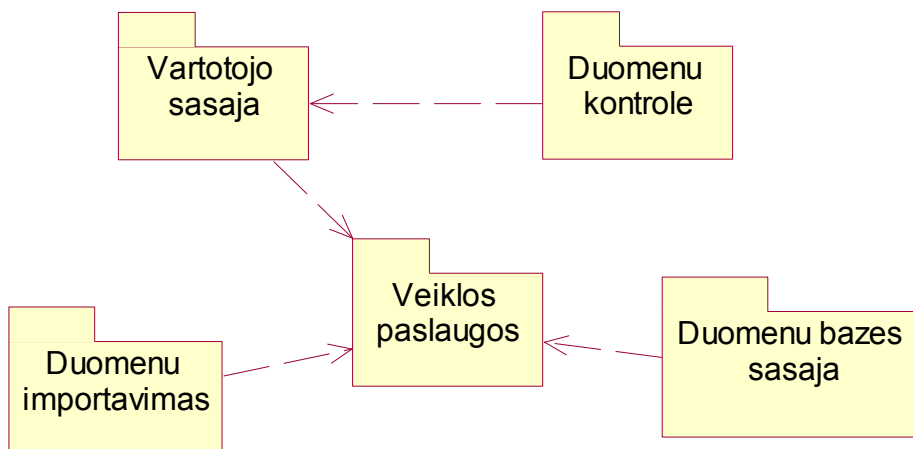 Vartotojo
sasaja
Duomenu
kontrole
Veiklos
paslaugos
Duomenu
importavimas
Duomenu bazes
sasaja